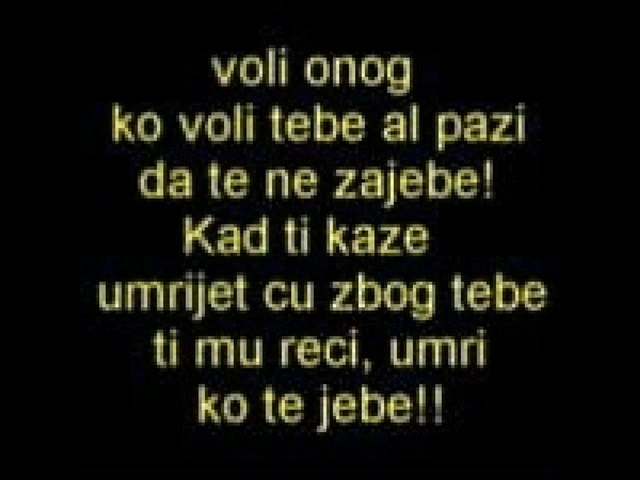 voli onog
ko voli tebe al pazi
da te ne zajebe!
Kad ti kaze
umrijet cu zbog tebe
ti mu reci, umri
ko te jebe!!